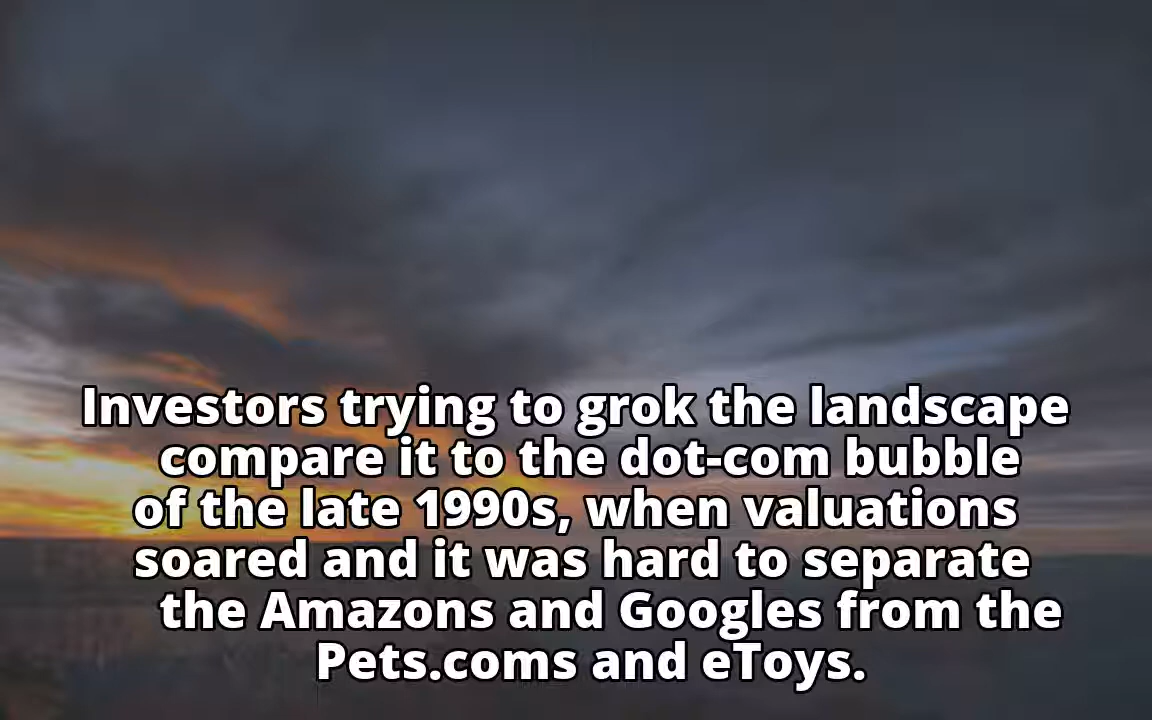 Investors trying to grok the landscape
compare it to the dot-com bubble
of the late 1990s, when valuations
soared and it was hard to separate
the Amazons and Googles from the
Pets.coms and eToys.